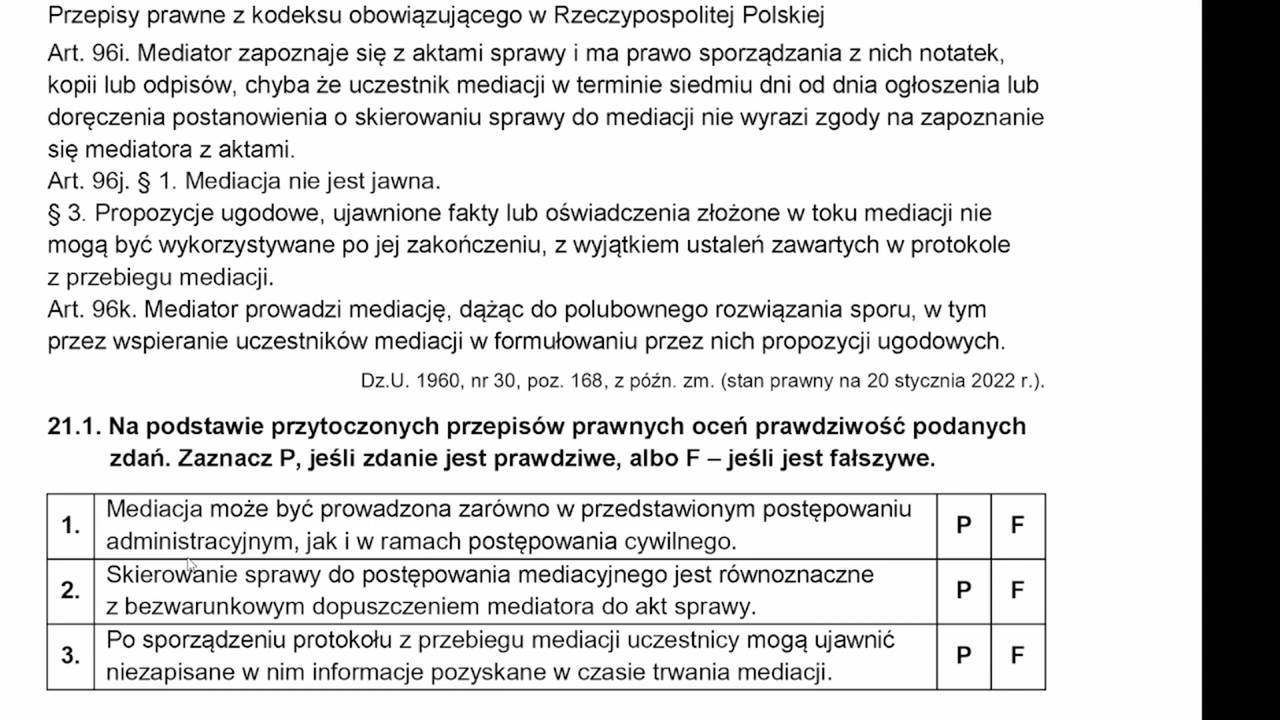 Przepisy prawne z kodeksu obowiązującego w Rzeczypospolitej Polskiej
Art. 96i. Mediator zapoznaje się z aktami sprawy i ma prawo sporządzania z nich notatek,
kopii lub odpisów, chyba że uczestnik mediacji w terminie siedmiu dni od dnia ogłoszenia lub
doręczenia postanowienia o skierowaniu sprawy do mediacji nie wyrazi zgody na zapoznanie
się mediatora z aktami.
Art. 96j. § 1. Mediacja nie jest jawna.
§ 3. Propozycje ugodowe, ujawnione fakty lub oświadczenia złożone w toku mediacji nie
mogą być wykorzystywane po jej zakończeniu, z wyjątkiem ustaleń zawartych w protokole
z przebiegu mediacji.
Art. 96k. Mediator prowadzi mediację, dążąc do polubownego rozwiązania sporu, w tym
przez wspieranie uczestników mediacji w formułowaniu przez nich propozycji ugodowych.
Dz.U. 1960, nr 30, poz. 168, z późn. zm. (stan prawny na 20 stycznia 2022 r.).
21.1. Na podstawie przytoczonych przepisów prawnych oceń prawdziwość podanych
zdań. Zaznacz P, jeśli zdanie jest prawdziwe, albo F – jeśli jest fałszywe.
1. Mediacja może być prowadzona zarówno w przedstawionym postępowaniu
administracyjnym, jak i w ramach postępowania cywilnego. P F
2. Skierowanie sprawy do postępowania mediacyjnego jest równoznaczne
z bezwarunkowym dopuszczeniem mediatora do akt sprawy. P F
3. Po sporządzeniu protokołu z przebiegu mediacji uczestnicy mogą ujawnić
niezapisane w nim informacje pozyskane w czasie trwania mediacji. P F